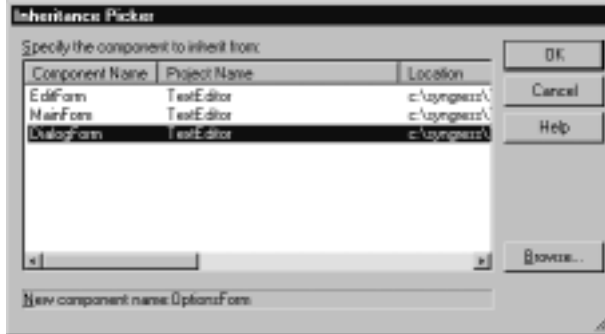 Inheritance Picker
Specify the component to inherit from:
OK
Component Name Project Name Location
Cancel
EditForm TextEditor c:\syngress\
MainForm TextEditor c:\syngress\
DialogForm TextEditor c:\syngress\
Help
Browse...
New component name:OptionsForm